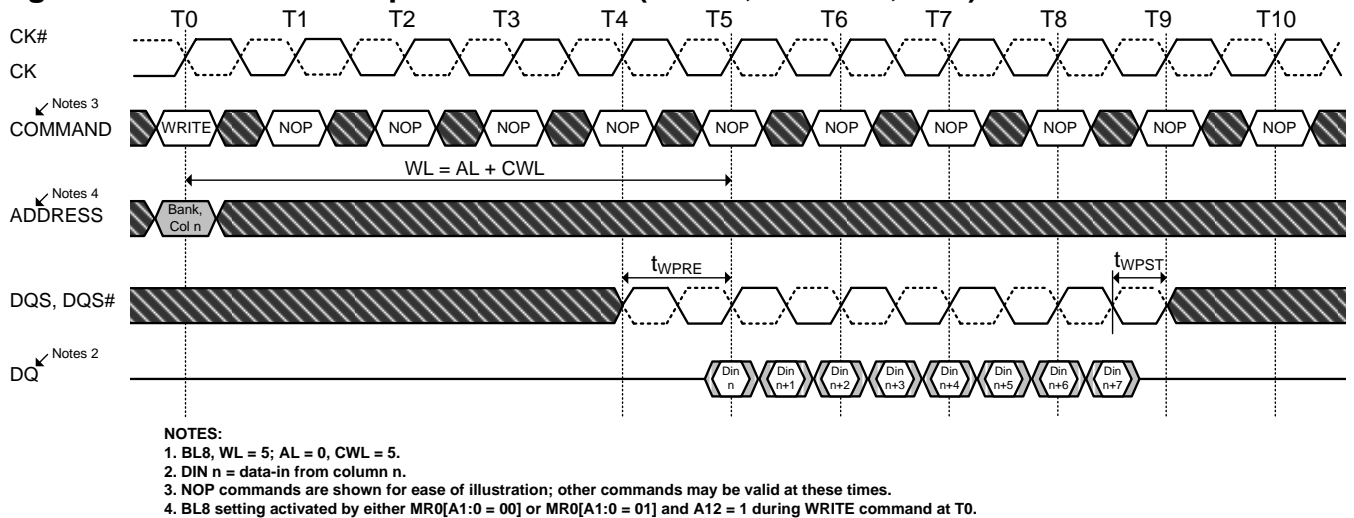 T0 T1 T2 T3 T4 T5 T6 T7 T8 T9 T10
CK#
CK
Notes 3
COMMAND
WRITE NOP NOP NOP NOP NOP NOP NOP NOP NOP NOP
WL = AL + CWL
Notes 4
ADDRESS
Bank,
Col n
tWPRE
tWPST
DQS, DQS#
Notes 2
DQ
Din Din Din Din Din Din Din Din
n n+1 n+2 n+3 n+4 n+5 n+6 n+7
NOTES:
1. BL8, WL = 5; AL = 0, CWL = 5.
2. DIN n = data-in from column n.
3. NOP commands are shown for ease of illustration; other commands may be valid at these times.
4. BL8 setting activated by either MR0[A1:0 = 00] or MR0[A1:0 = 01] and A12 = 1 during WRITE command at T0.